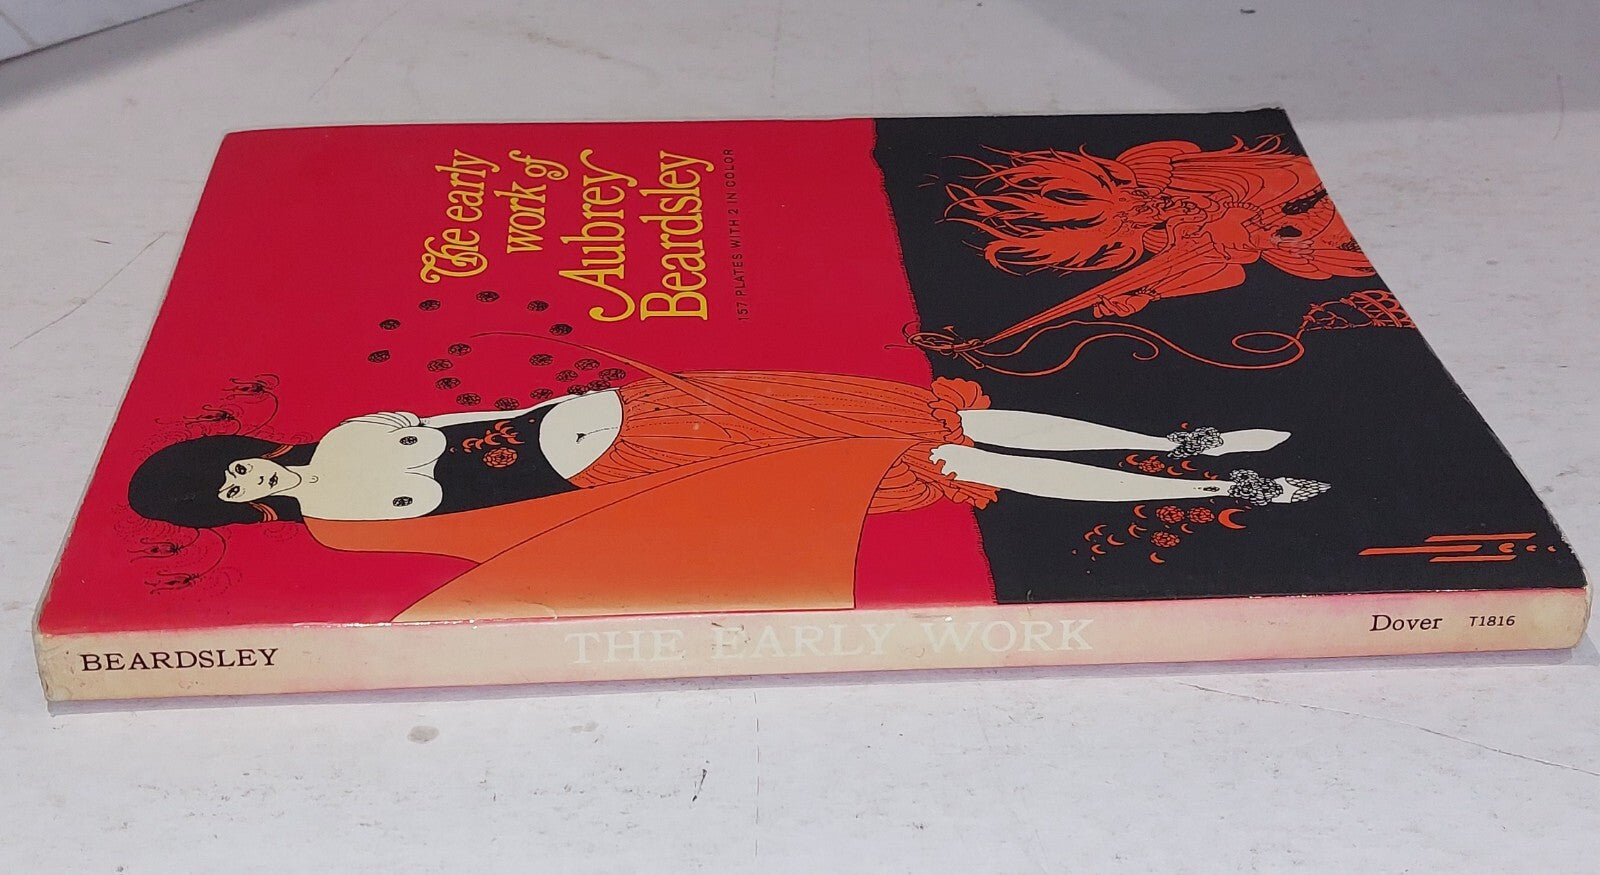 The early
work of
Aubrey
Beardsley
157 PLATES WITH 2 IN COLOR
BEARDSLEY
THE EARLY WORK
Dover T1816